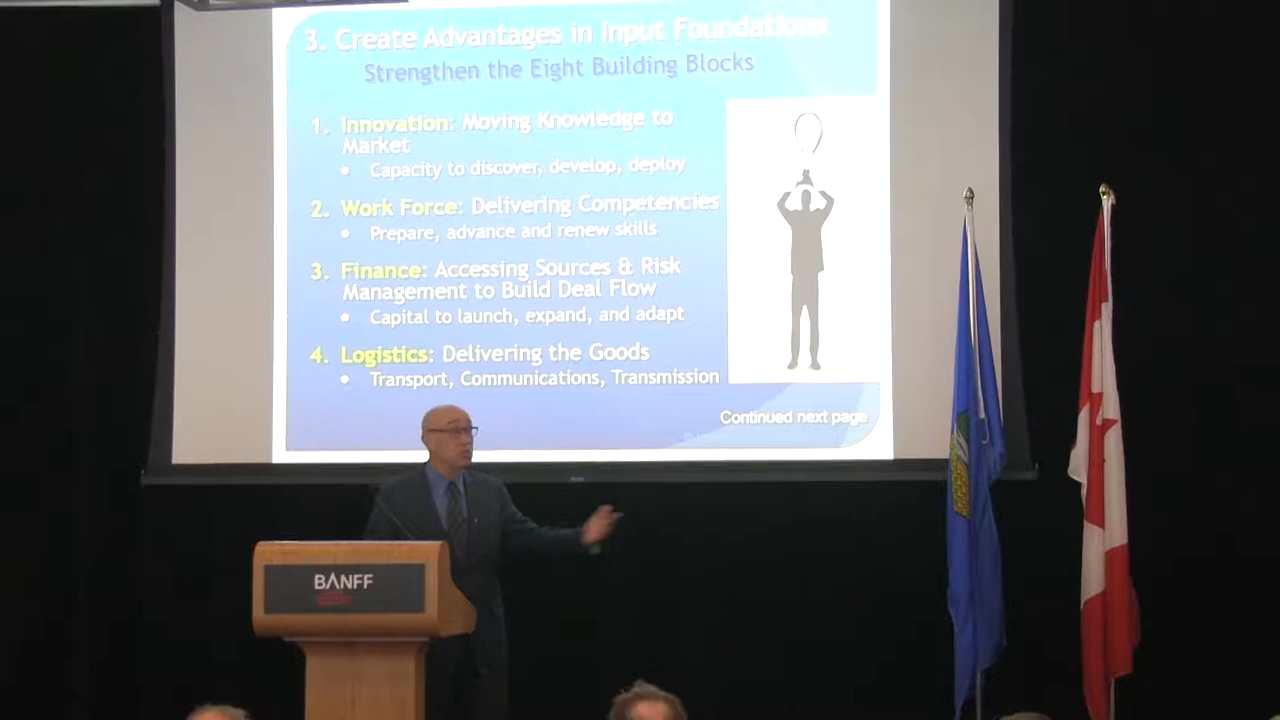 3. Create Advantages in Input Foundations
Strengthen the Eight Building Blocks
1. Innovation: Moving Knowledge to
Market
• Capacity to discover, develop, deploy
2. Work Force: Delivering Competencies
• Prepare, advance and renew skills
3. Finance: Accessing Sources & Risk
Management to Build Deal Flow
• Capital to launch, expand, and adapt
4. Logistics: Delivering the Goods
• Transport, Communications, Transmission
Continued next page
BANFF